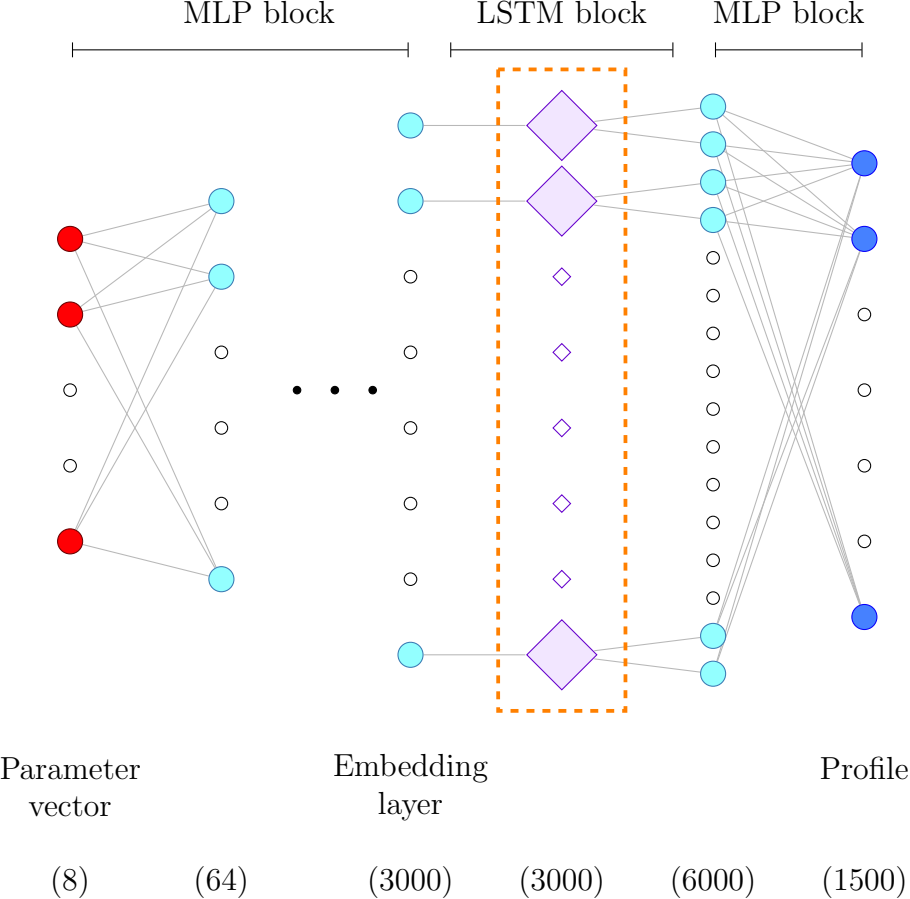 MLP block LSTM block MLP block
Parameter vector
Embedding layer
Profile
(8) (64) (3000) (3000) (6000) (1500)